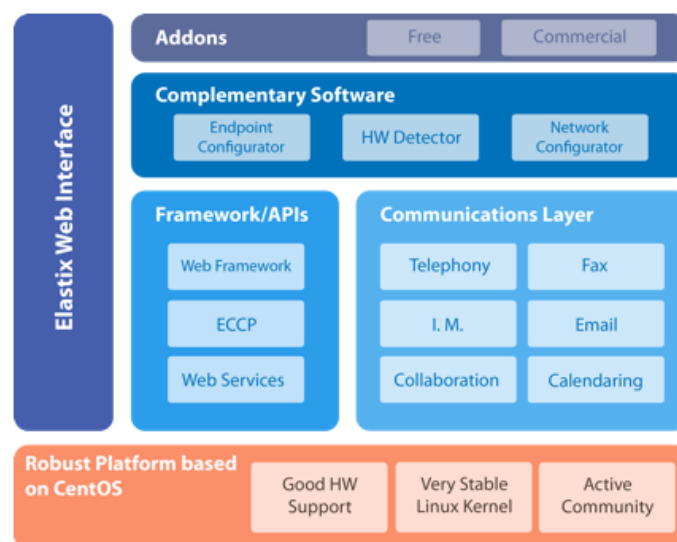 Elastix Web Interface
Addons
Free
Commercial
Complementary Software
Endpoint
Configurator
HW Detector
Network
Configurator
Framework/APIs
Web Framework
ECCP
Web Services
Communications Layer
Telephony
Fax
I. M.
Email
Collaboration
Calendaring
Robust Platform based
on CentOS
Good HW
Support
Very Stable
Linux Kernel
Active
Community